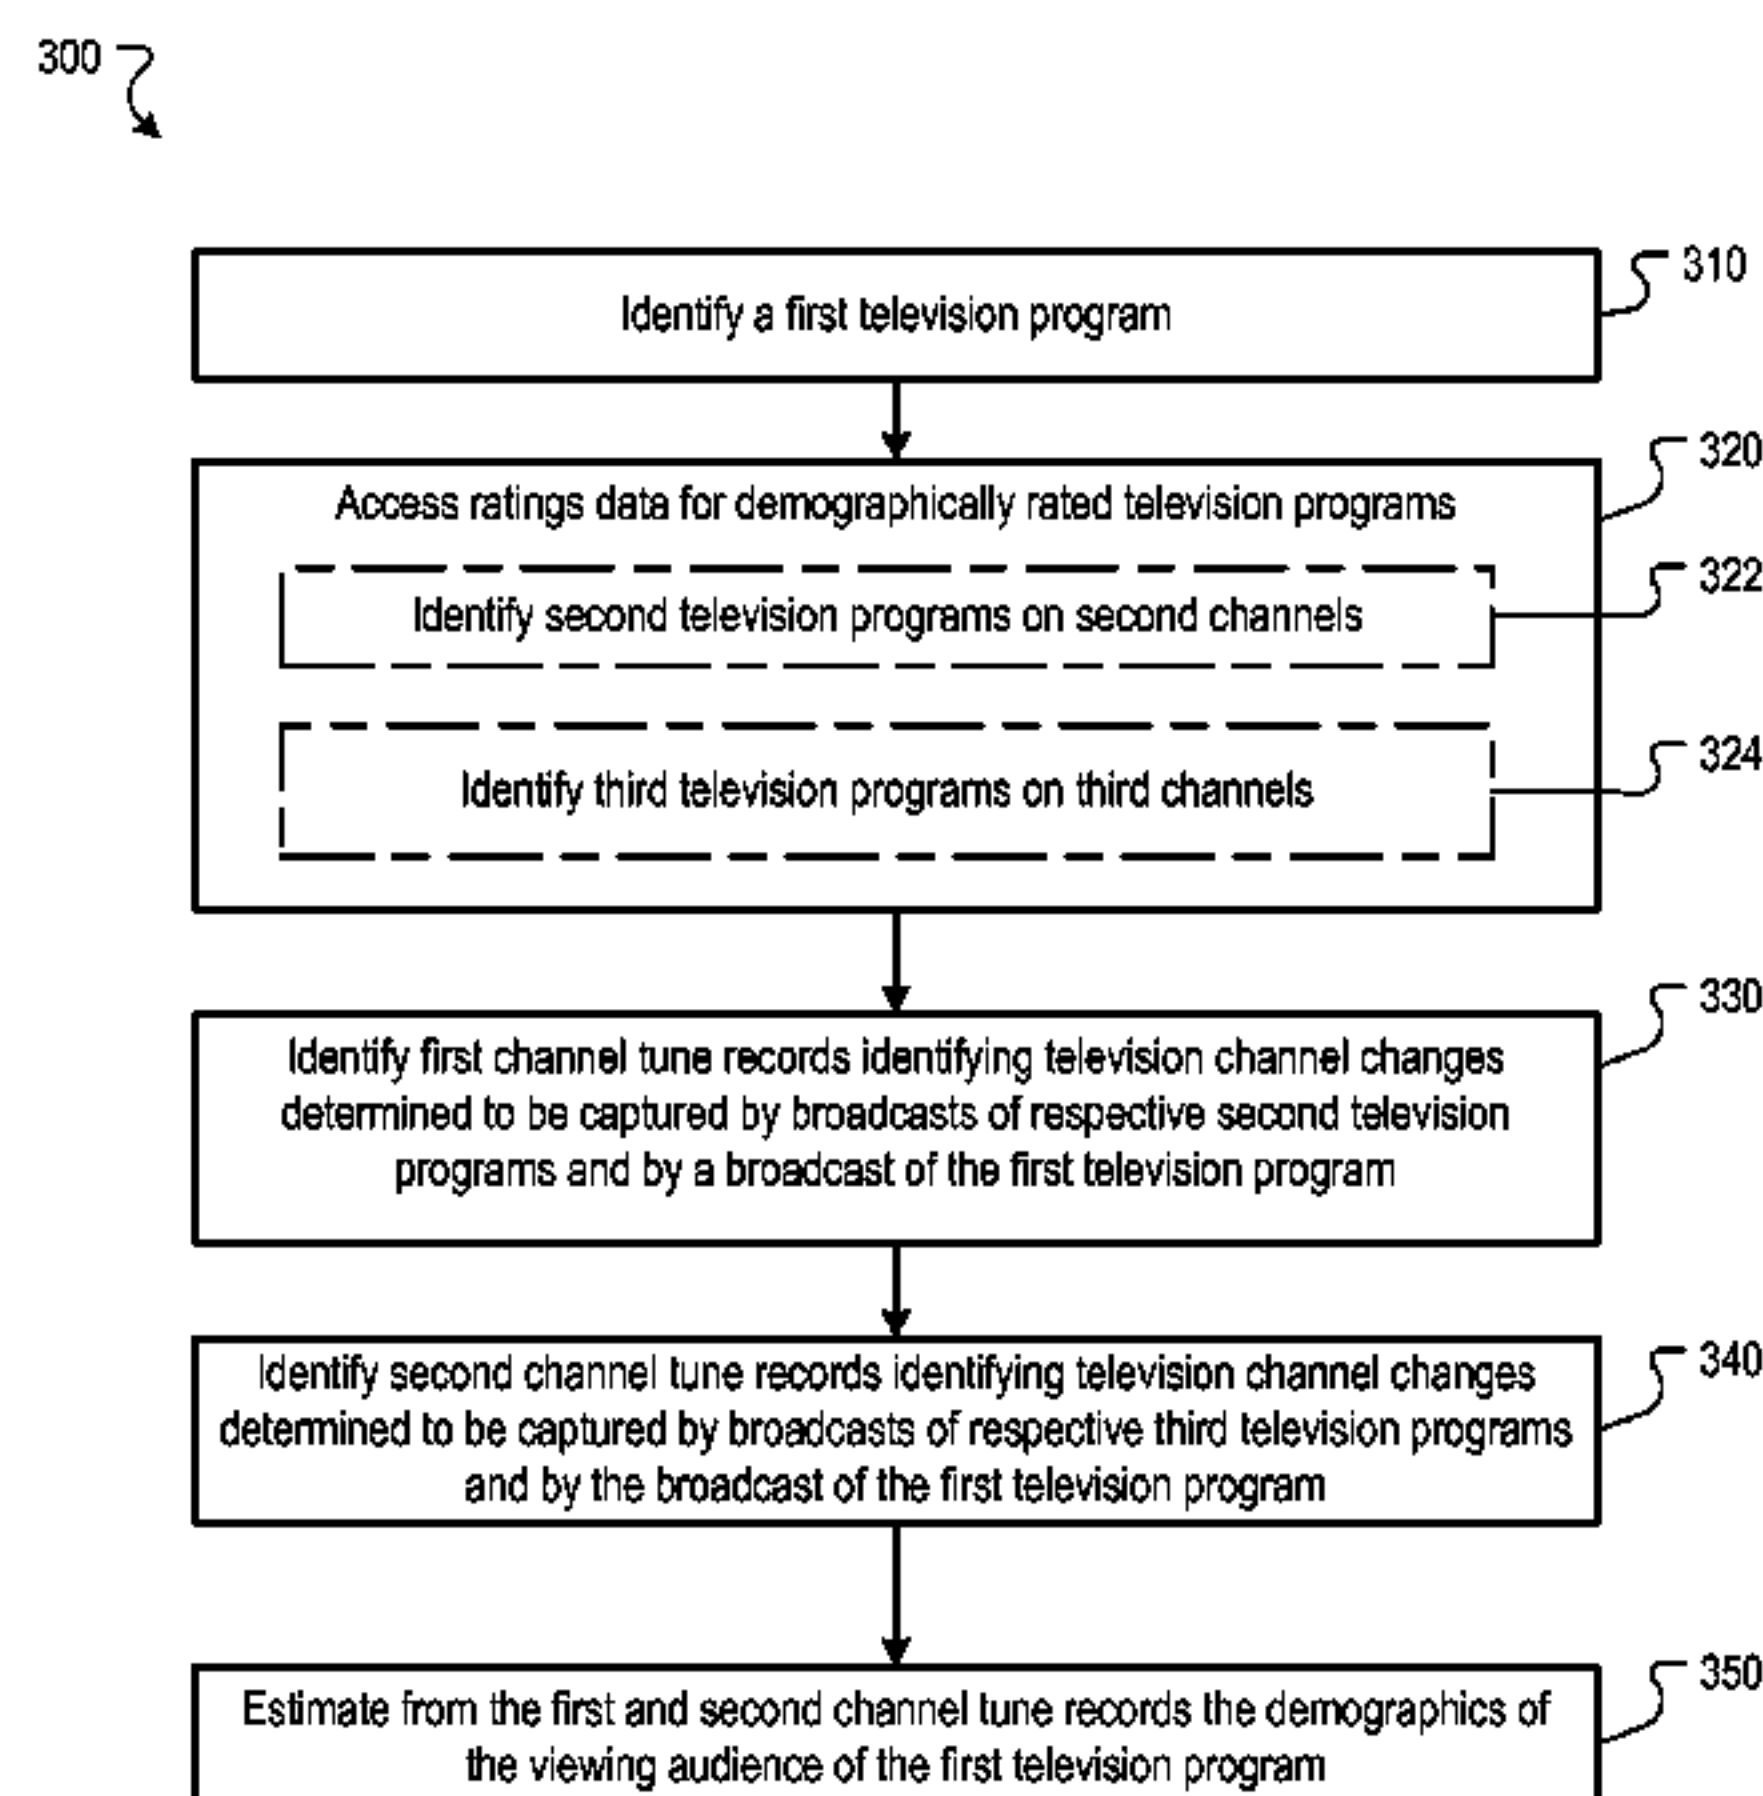 300
310
Identify a first television program
320
Access ratings data for demographically rated television programs
322
Identify second television programs on second channels
324
Identify third television programs on third channels
330
Identify first channel tune records identifying television channel changes
determined to be captured by broadcasts of respective second television
programs and by a broadcast of the first television program
340
Identify second channel tune records identifying television channel changes
determined to be captured by broadcasts of respective third television programs
and by the broadcast of the first television program
350
Estimate from the first and second channel tune records the demographics of
the viewing audience of the first television program